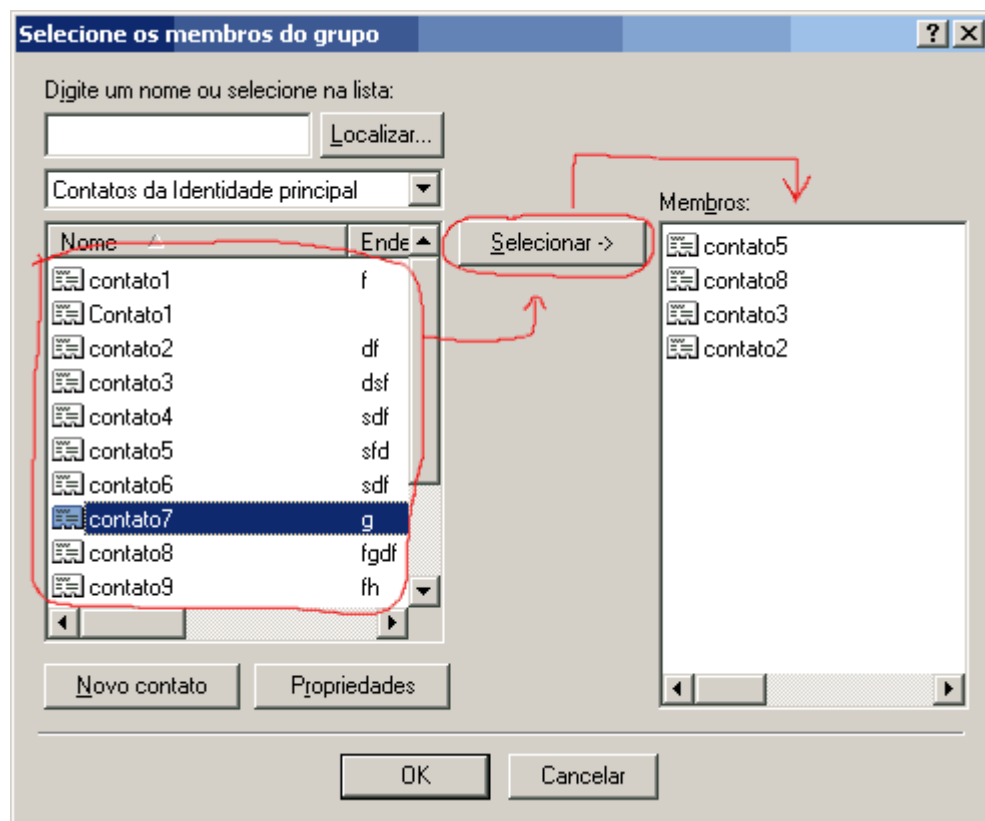 Selecione os membros do grupo
Digite um nome ou selecione na lista:
Localizar...
Contatos da Identidade principal
Nome Ende
contato1 f
Contato1
contato2 df
contato3 dsf
contato4 sdf
contato5 sfd
contato6 sdf
contato7 g
contato8 fgdf
contato9 fh
Selecionar ->
Membros:
contato5
contato8
contato3
contato2
Novo contato Propriedades
OK Cancelar